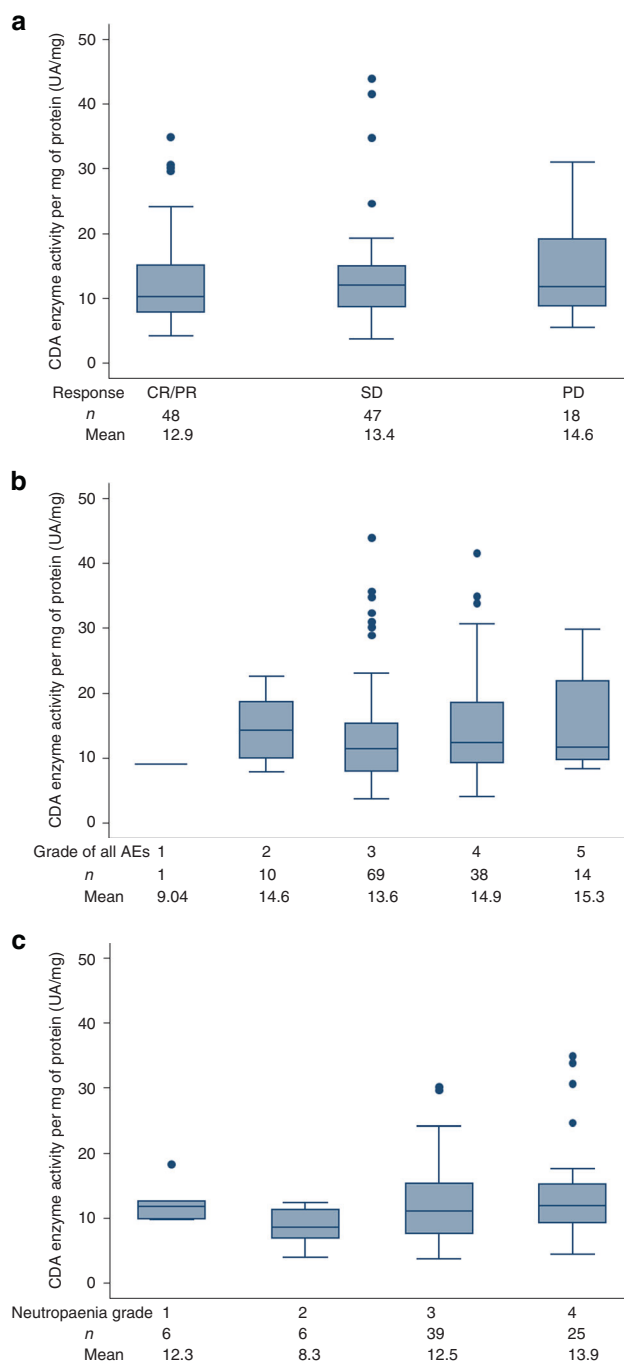 a
CDA enzyme activity per mg of protein (UA/mg)
50
40
30
20
10
0
Response CR/PR SD PD
n 48 47 18
Mean 12.9 13.4 14.6
b
CDA enzyme activity per mg of protein (UA/mg)
50
40
30
20
10
0
Grade of all AEs 1 2 3 4 5
n 1 10 69 38 14
Mean 9.04 14.6 13.6 14.9 15.3
c
CDA enzyme activity per mg of protein (UA/mg)
50
40
30
20
10
0
Neutropaenia grade 1 2 3 4
n 6 6 39 25
Mean 12.3 8.3 12.5 13.9